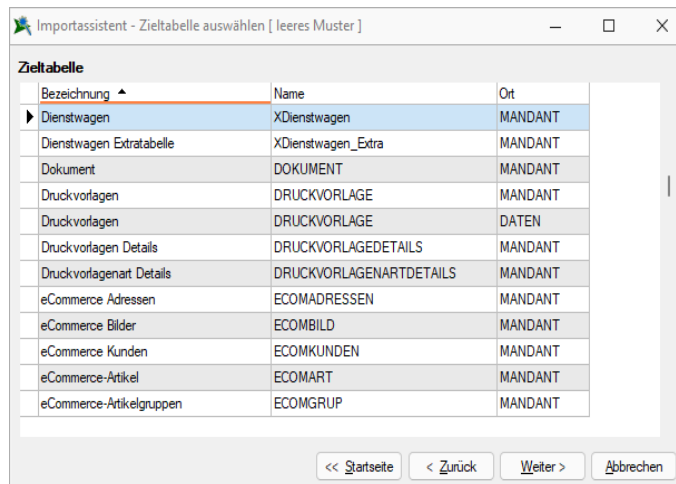 Importassistent - Zieltabelle auswählen [ leeres Muster ]
Zieltabelle
Bezeichnung Name Ort
Dienstwagen XDienstwagen MANDANT
Dienstwagen Extratabelle XDienstwagen_Extra MANDANT
Dokument DOKUMENT MANDANT
Druckvorlagen DRUCKVORLAGE MANDANT
Druckvorlagen DRUCKVORLAGE DATEN
Druckvorlagen Details DRUCKVORLAGEDETAILS MANDANT
Druckvorlagenart Details DRUCKVORLAGENARTDETAILS MANDANT
eCommerce Adressen ECOMADRESSEN MANDANT
eCommerce Bilder ECOMBILD MANDANT
eCommerce Kunden ECOMKUNDEN MANDANT
eCommerce-Artikel ECOMART MANDANT
eCommerce-Artikelgruppen ECOMGRUP MANDANT
<< Startseite < Zurück Weiter > Abbrechen